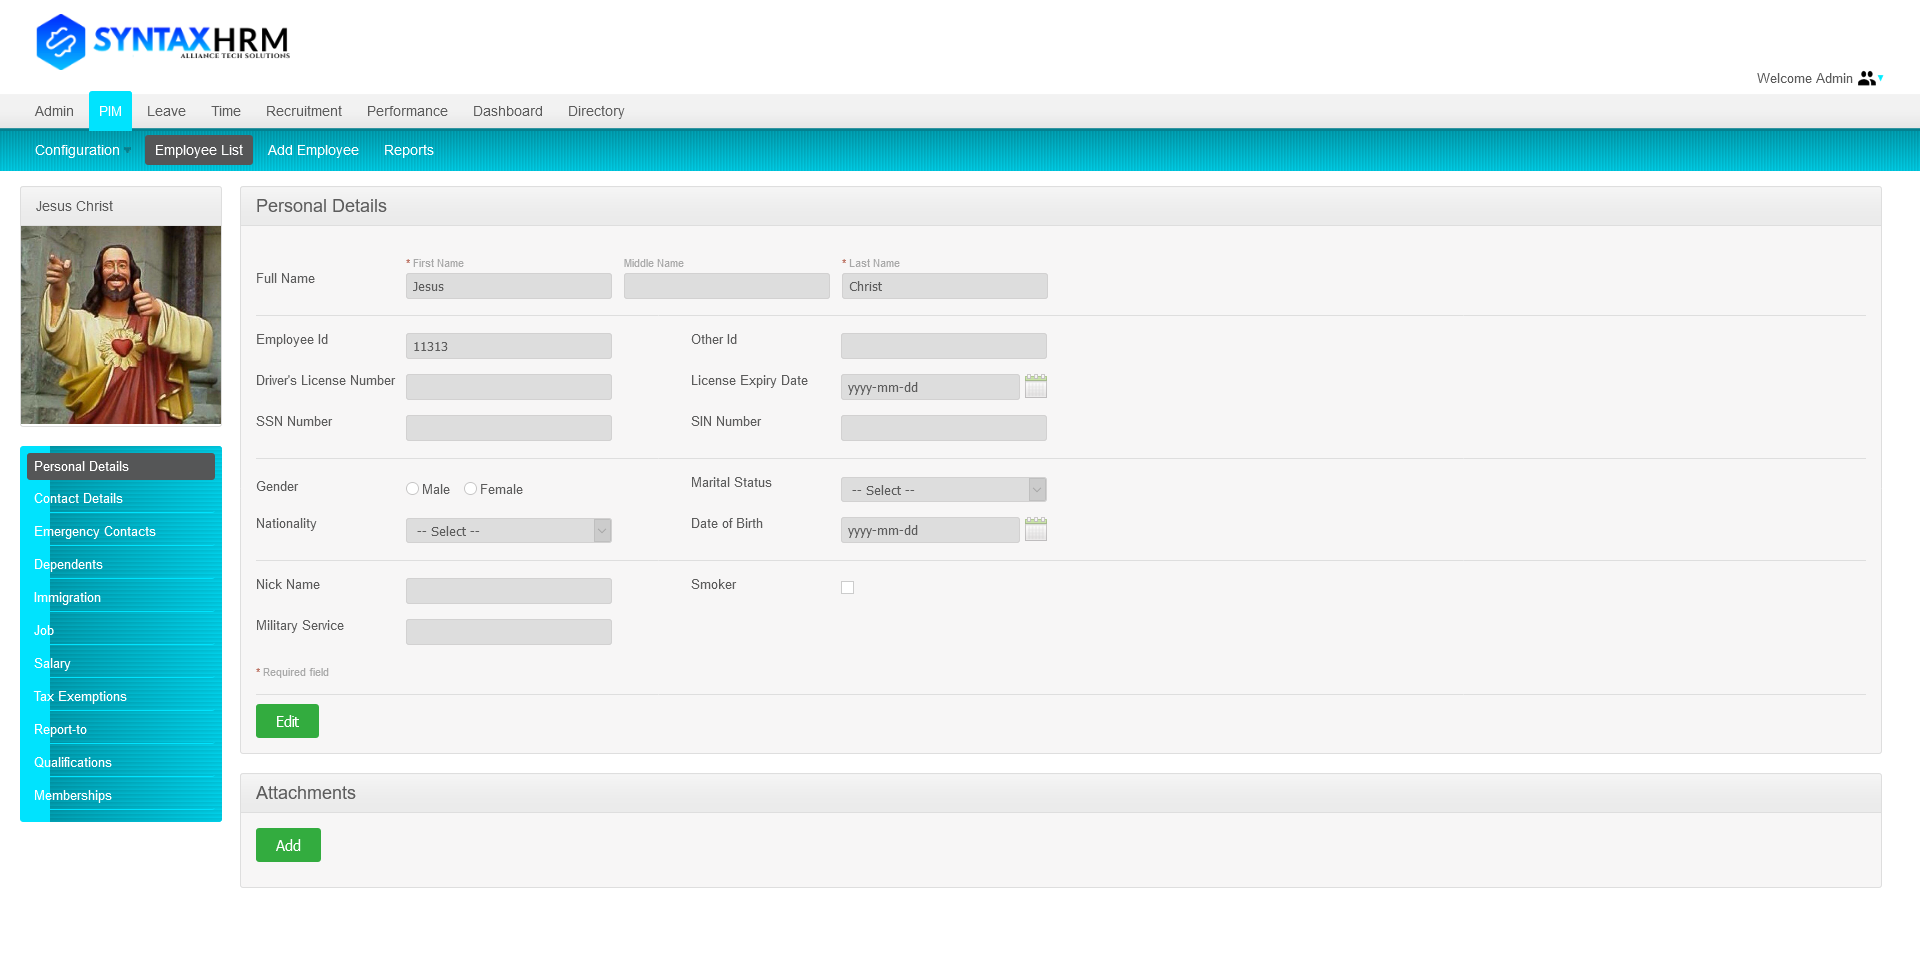 SYNTAXHRM
ALLIANCE TECH SOLUTIONS
Welcome Admin
Admin PIM Leave Time Recruitment Performance Dashboard Directory
Configuration Employee List Add Employee Reports
Jesus Christ
Personal Details
Contact Details
Emergency Contacts
Dependents
Immigration
Job
Salary
Tax Exemptions
Report-to
Qualifications
Memberships
Personal Details
* First Name Middle Name * Last Name
Full Name Jesus Christ
Employee Id 11313 Other Id
Driver's License Number License Expiry Date yyyy-mm-dd
SSN Number SIN Number
Gender Male Female Marital Status -- Select --
Nationality -- Select -- Date of Birth yyyy-mm-dd
Nick Name Smoker
Military Service
* Required field
Edit
Attachments
Add